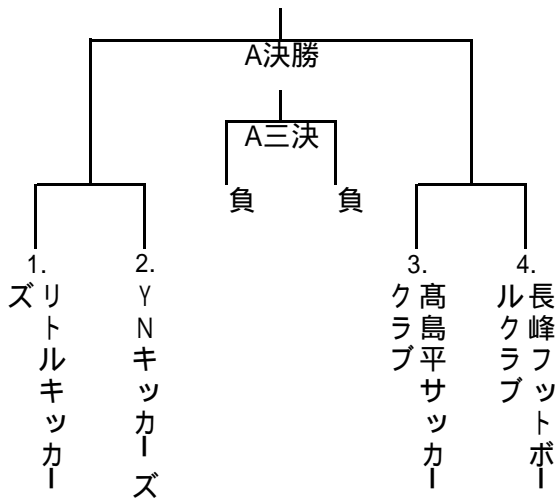 A決勝
A三決
負
負
1.
リトルキッカー
ズ
2.
YNキッカーズ
3.
髙島平サッカー
クラブ
4.
長峰フットボー
ルクラブ